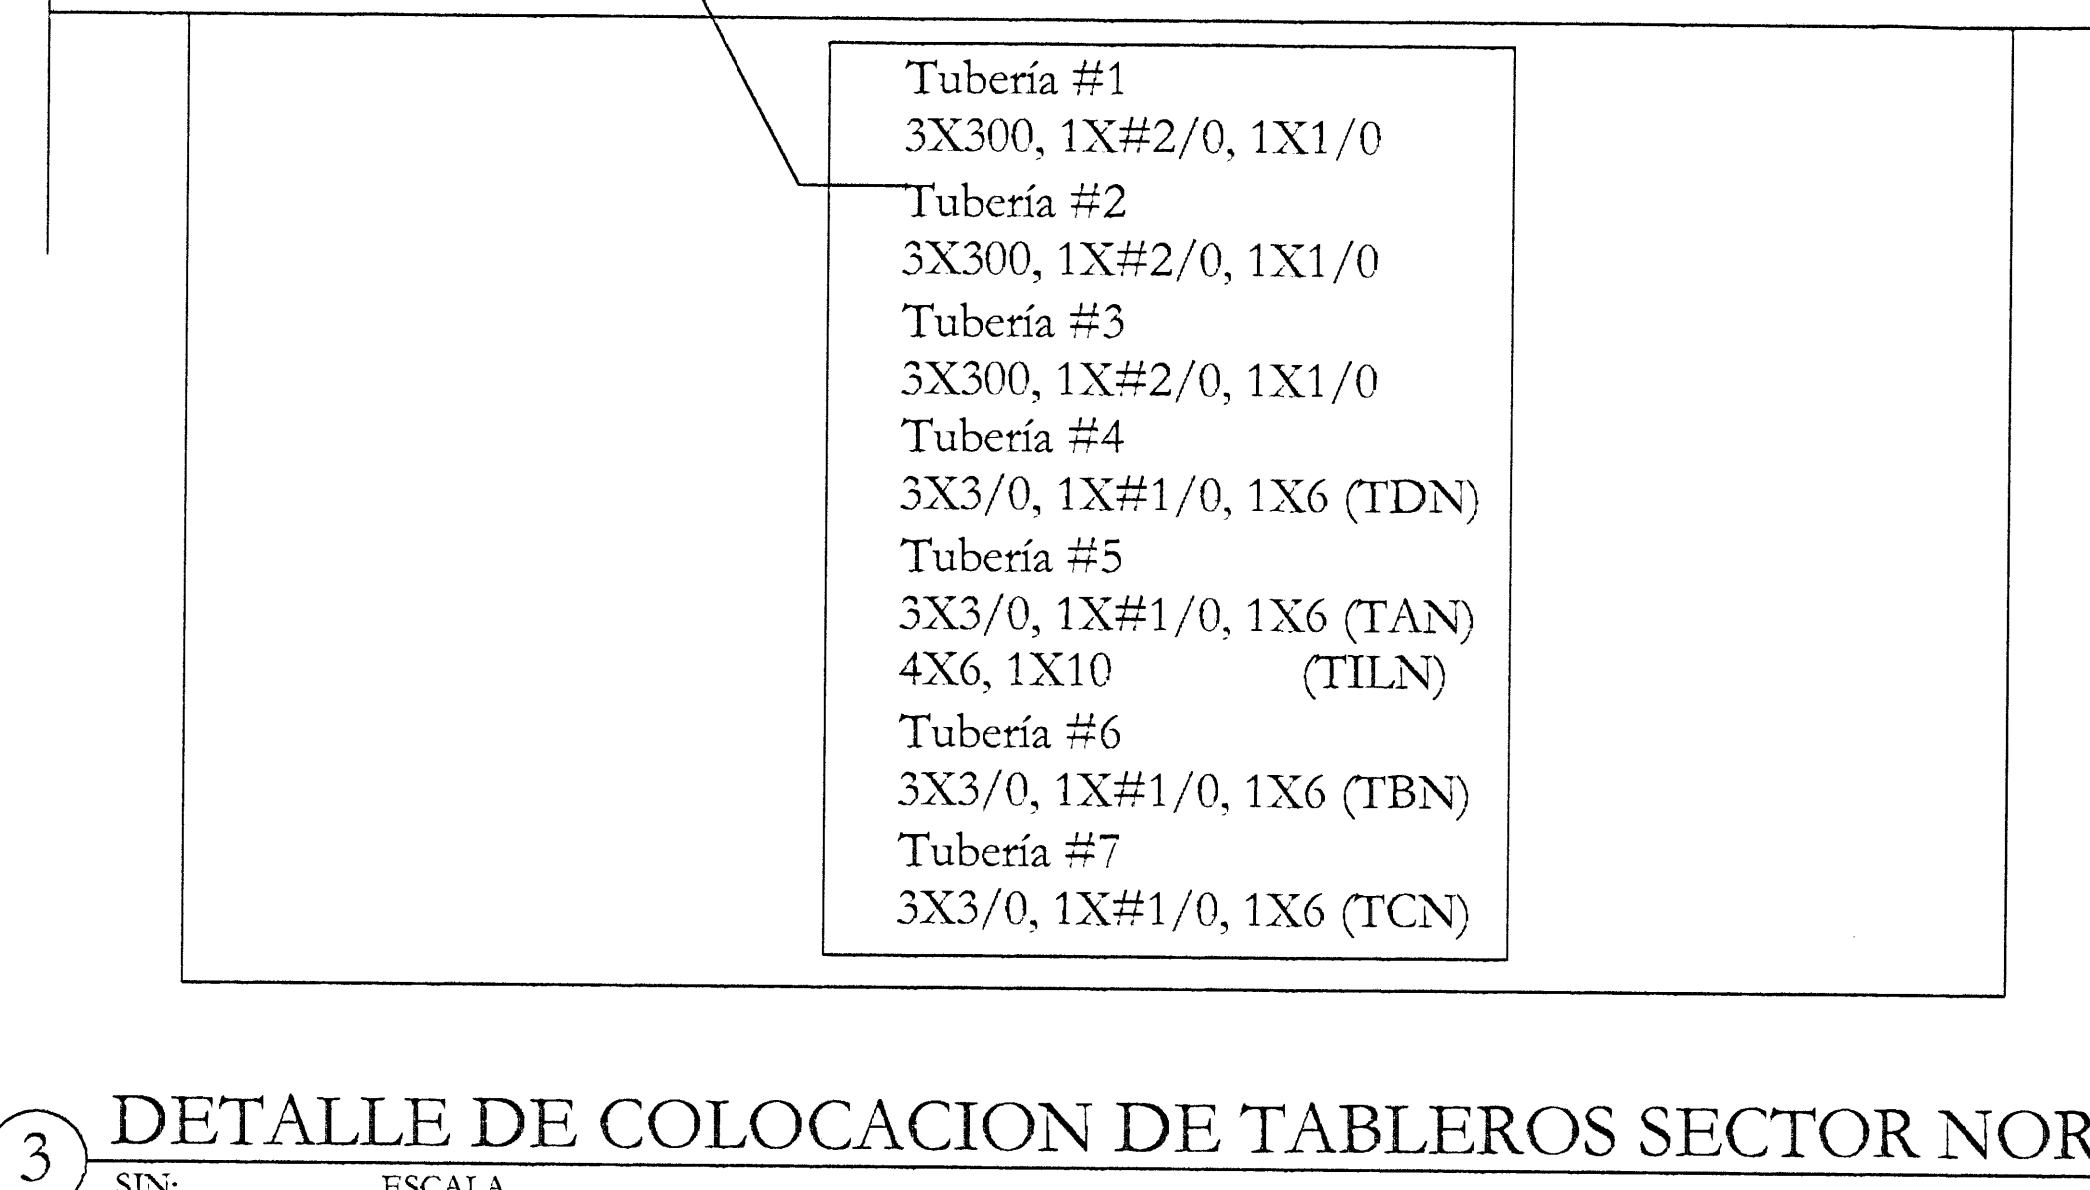 Tubería #1
3X300, 1X#2/0, 1X1/0
Tubería #2
3X300, 1X#2/0, 1X1/0
Tubería #3
3X300, 1X#2/0, 1X1/0
Tubería #4
3X3/0, 1X#1/0, 1X6 (TDN)
Tubería #5
3X3/0, 1X#1/0, 1X6 (TAN)
4X6, 1X10 (TILN)
Tubería #6
3X3/0, 1X#1/0, 1X6 (TBN)
Tubería #7
3X3/0, 1X#1/0, 1X6 (TCN)
3 DETALLE DE COLOCACION DE TABLEROS SECTOR NOR
SIN: ESCALA